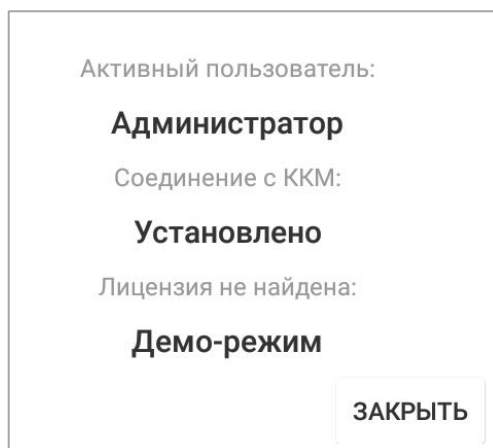 Активный пользователь:
Администратор
Соединение с ККМ:
Установлено
Лицензия не найдена:
Демо-режим
ЗАКРЫТЬ